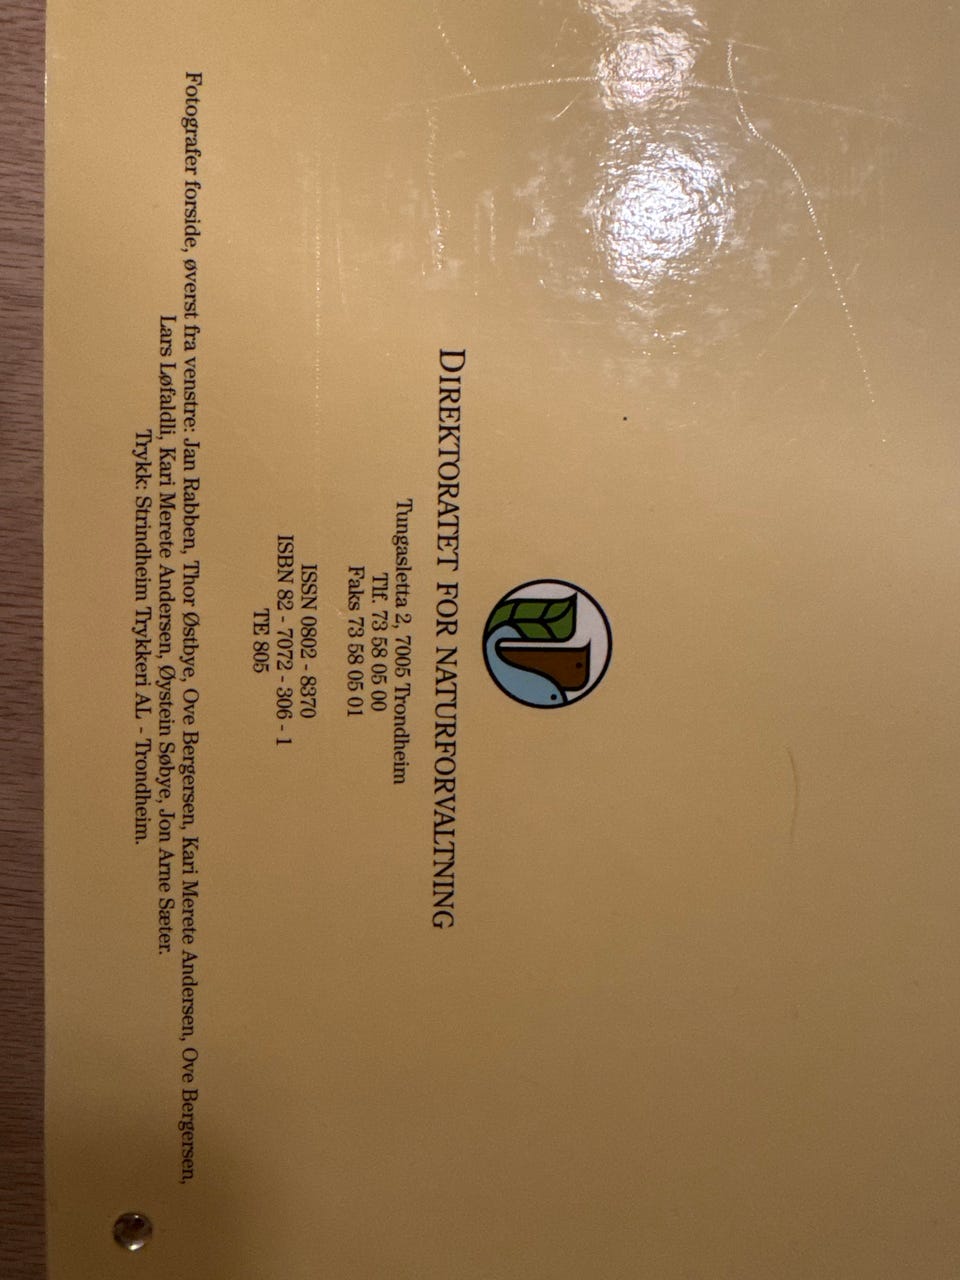 DIREKTORATET FOR NATURFORVALTNING
Tungasletta 2, 7005 Trondheim
Tlf. 73 58 05 00
Faks 73 58 05 01
ISSN 0802 - 8370
ISBN 82 - 7072 - 306 - 1
TE 805
Fotografer forside, øverst fra venstre: Jan Rabben, Thor Østbye, Ove Bergersen, Kari Merete Andersen, Ove Bergersen,
Lars Løfaldli, Kari Merete Andersen, Øystein Søbye, Jon Arne Sæter.
Trykk: Strindheim Trykkeri AL - Trondheim.